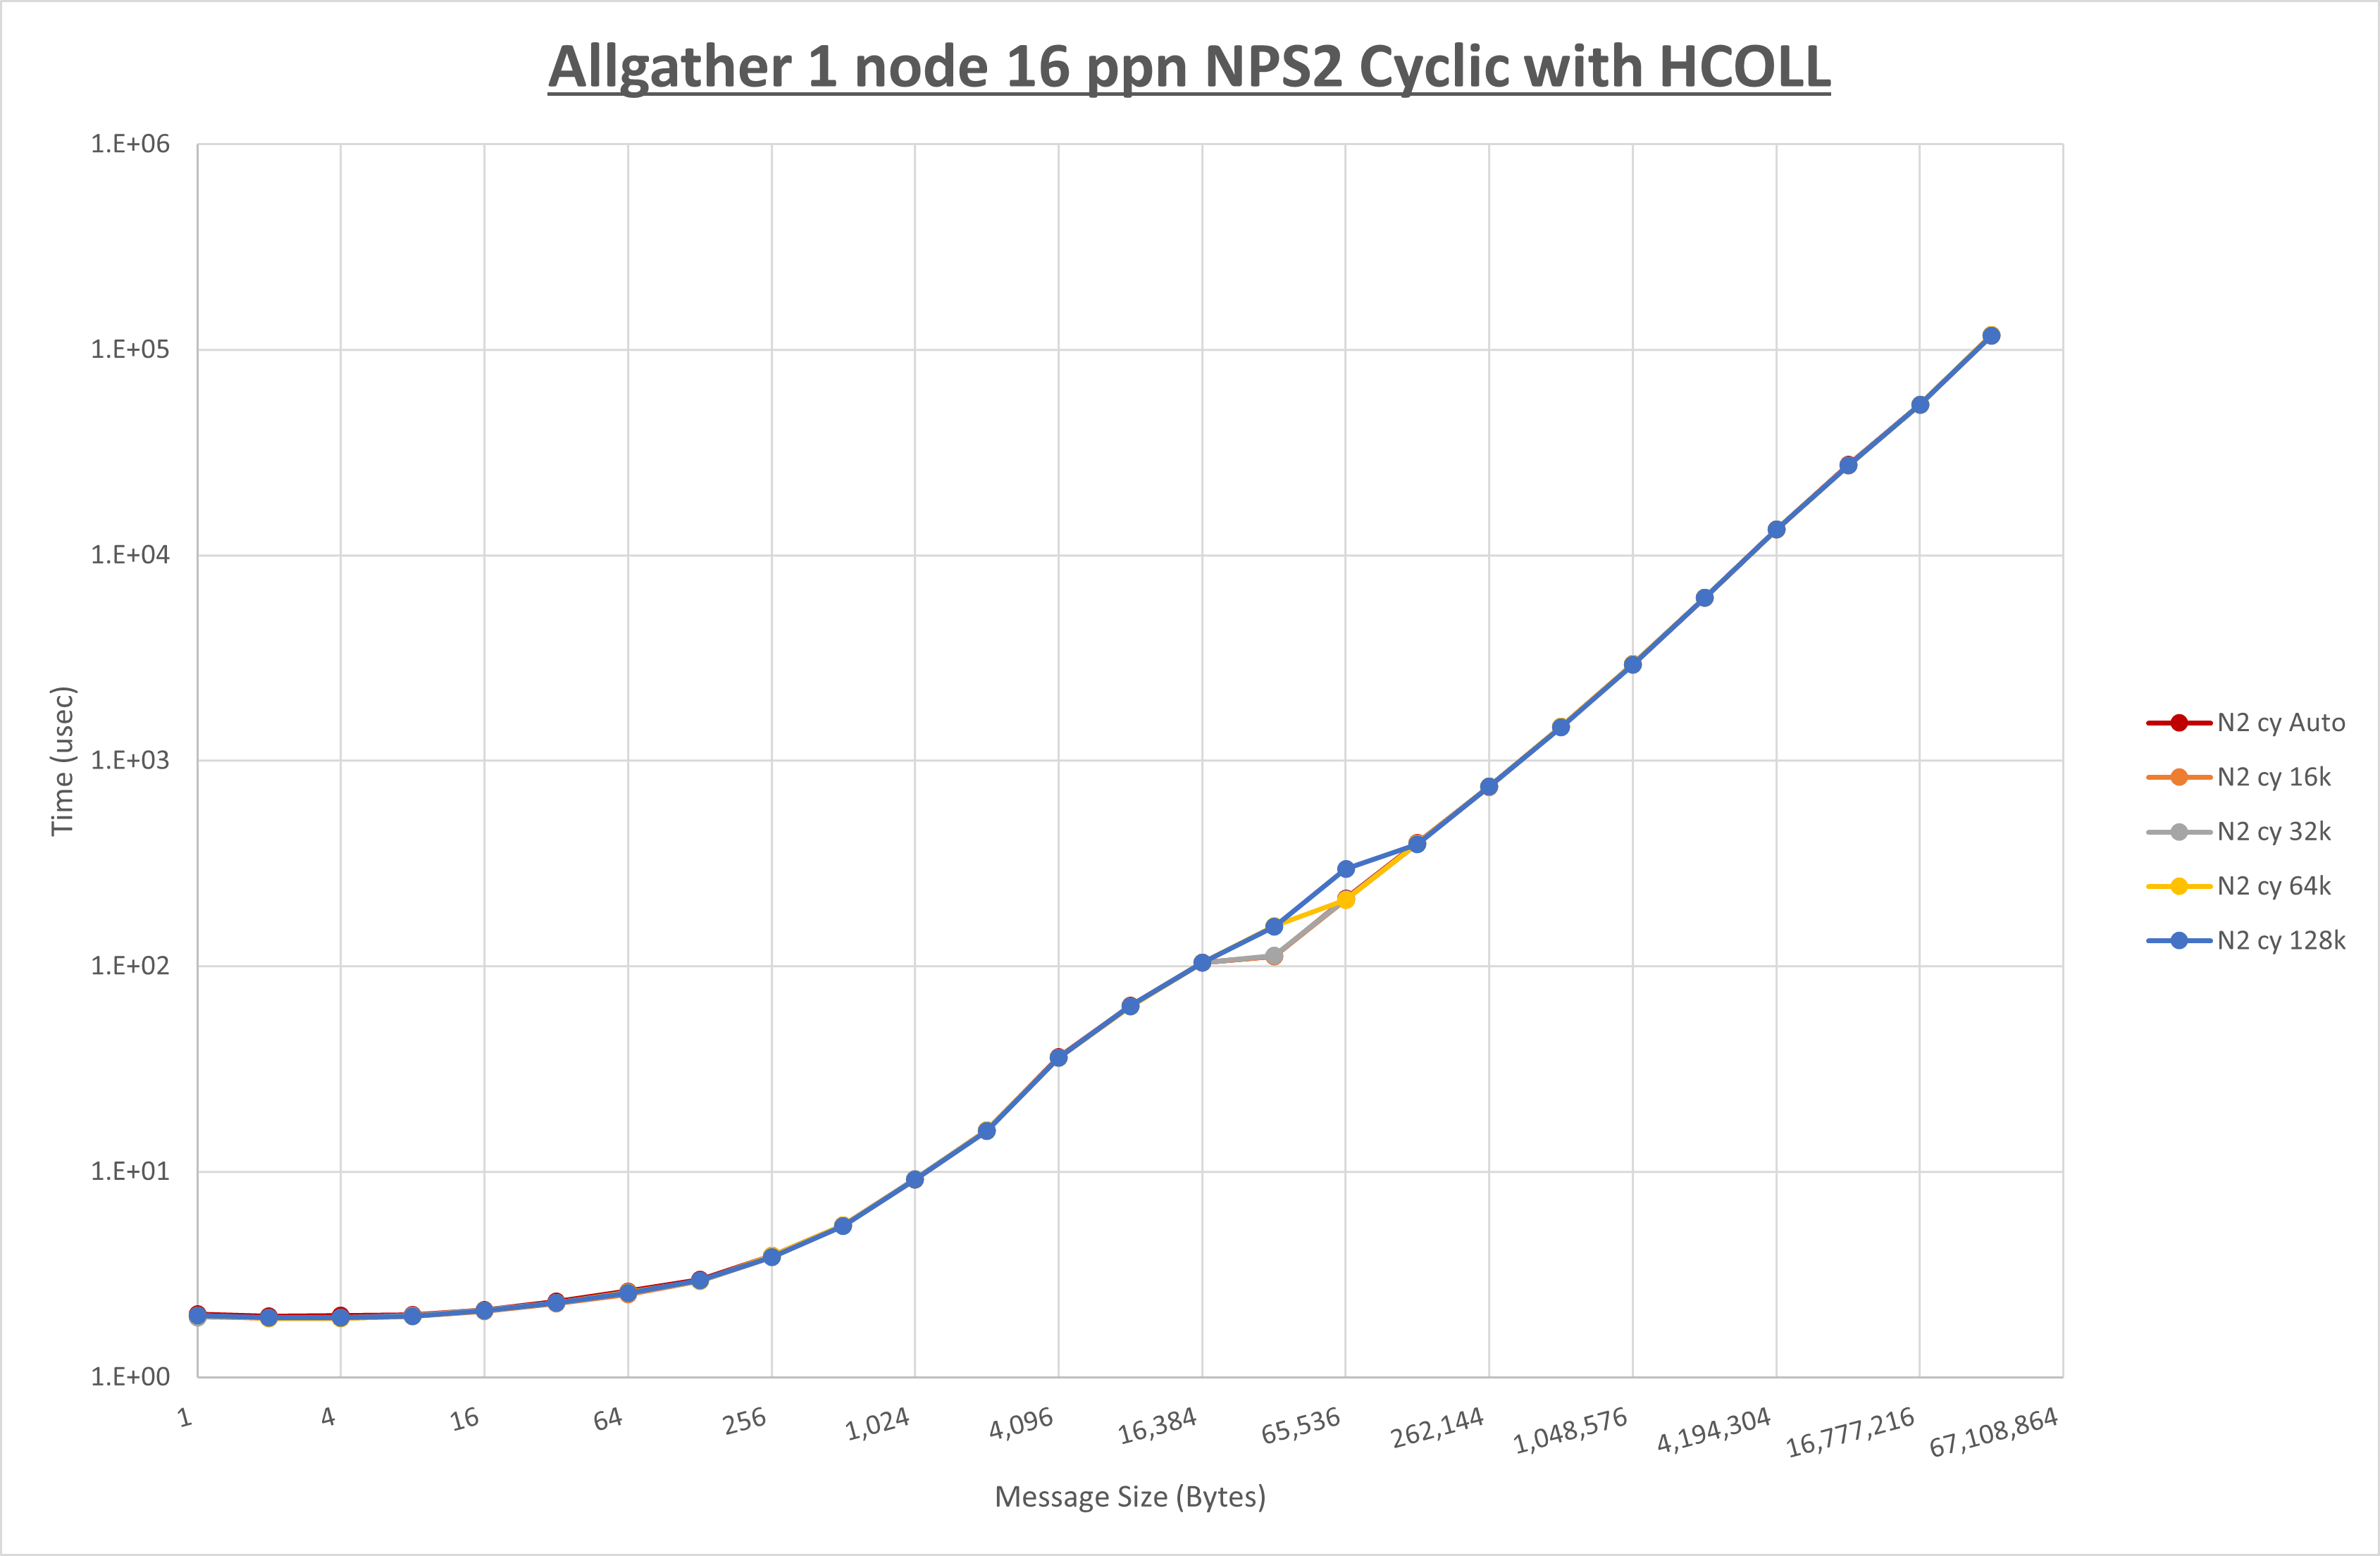 Allgather 1 node 16 ppn NPS2 Cyclic with HCOLL
1.E+06
1.E+05
1.E+04
1.E+03
1.E+02
1.E+01
1.E+00
Time (usec)
1
4
16
64
256
1,024
4,096
16,384
65,536
262,144
1,048,576
4,194,304
16,777,216
67,108,864
Message Size (Bytes)
N2 cy Auto
N2 cy 16k
N2 cy 32k
N2 cy 64k
N2 cy 128k